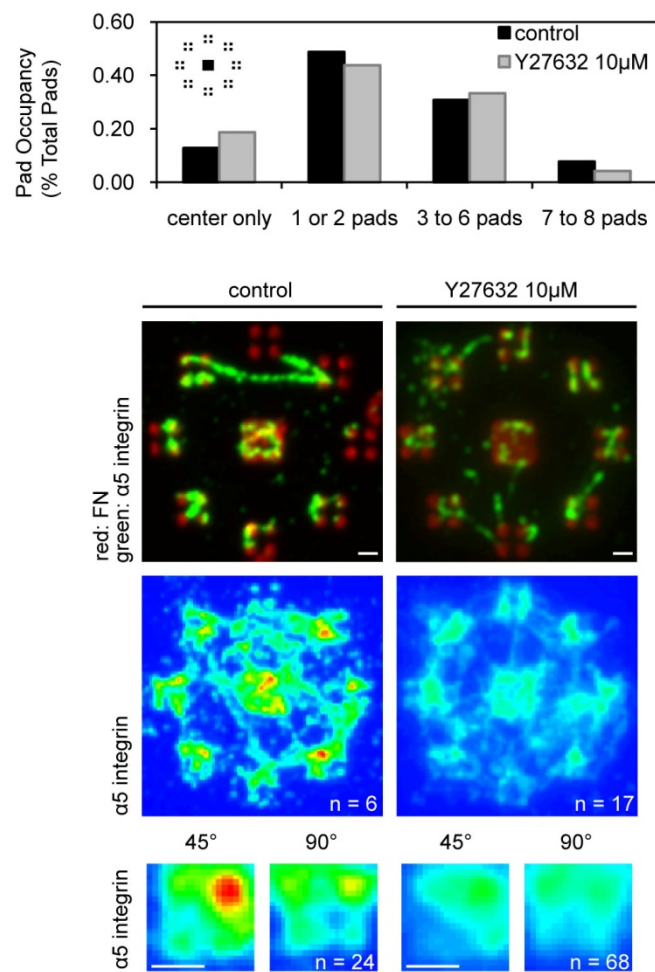 0.60
control
Y27632 10µM
0.40
0.20
0.00
Pad Occupancy
(% Total Pads)
center only
1 or 2 pads
3 to 6 pads
7 to 8 pads
control
Y27632 10µM
red: FN
green: α5 integrin
α5 integrin
n = 6
n = 17
45°
90°
45°
90°
α5 integrin
n = 24
n = 68